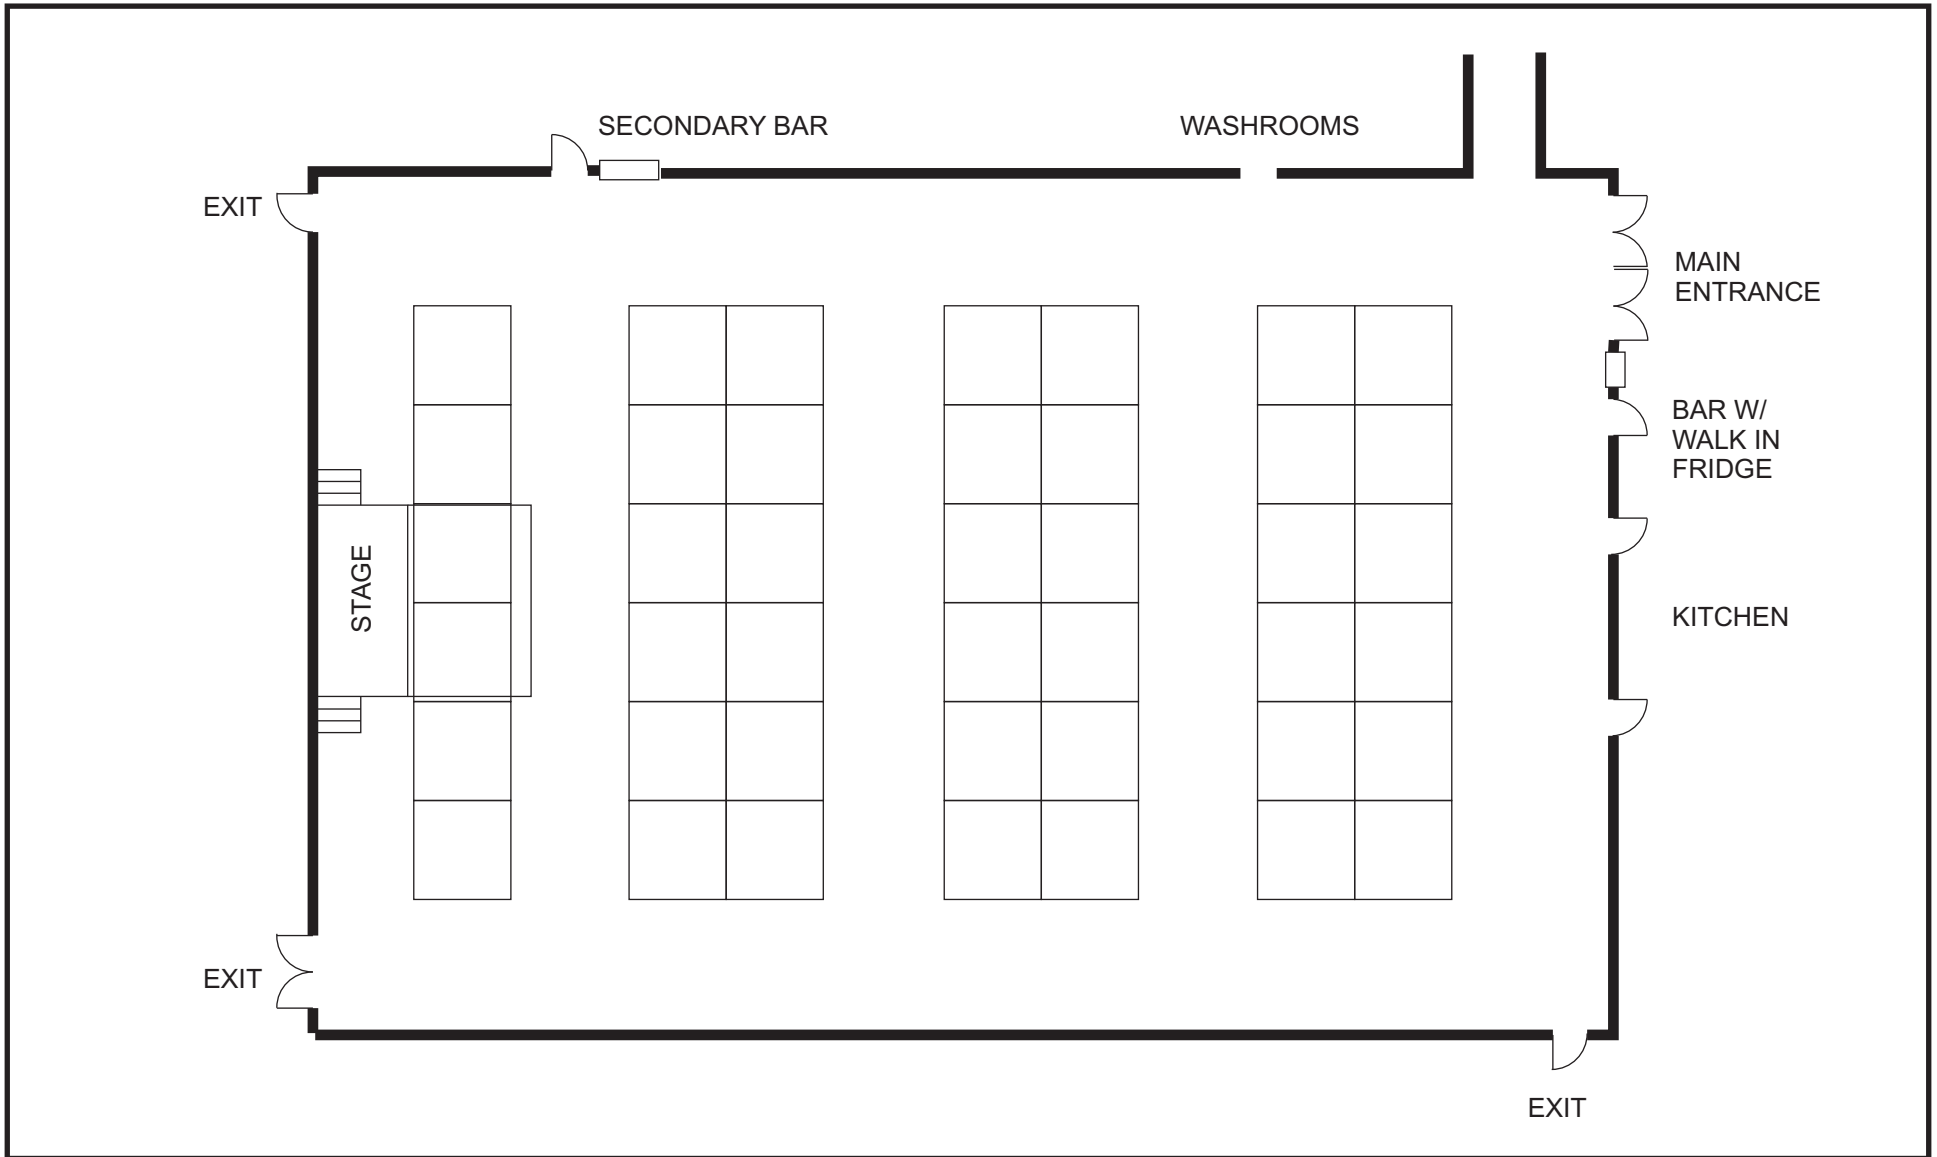 SECONDARY BAR
WASHROOMS
EXIT
MAIN
ENTRANCE
BAR W/
WALK IN
FRIDGE
STAGE
KITCHEN
EXIT
EXIT